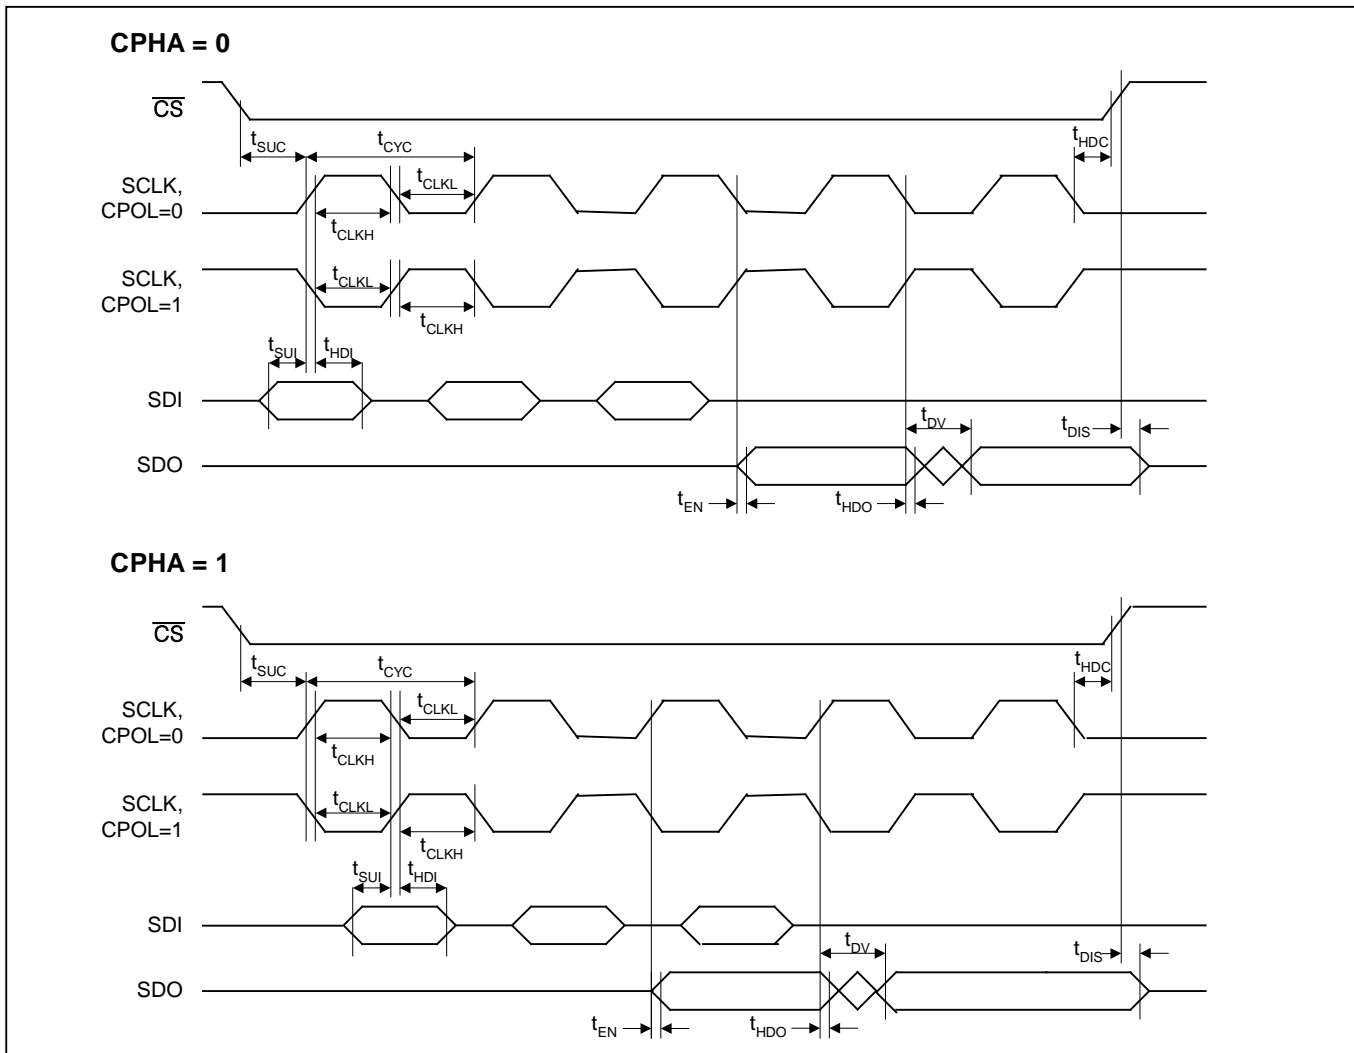 CPHA = 0
CS
tSUC tCYC tHDC
SCLK,
CPOL=0
tCLKL
tCLKH
SCLK,
CPOL=1
tCLKL
tCLKH
tSUI tHDI
SDI
tDV tDIS
SDO
tEN tHDO
CPHA = 1
CS
tSUC tCYC tHDC
SCLK,
CPOL=0
tCLKL
tCLKH
SCLK,
CPOL=1
tCLKL
tCLKH
tSUI tHDI
SDI
tDV tDIS
SDO
tEN tHDO